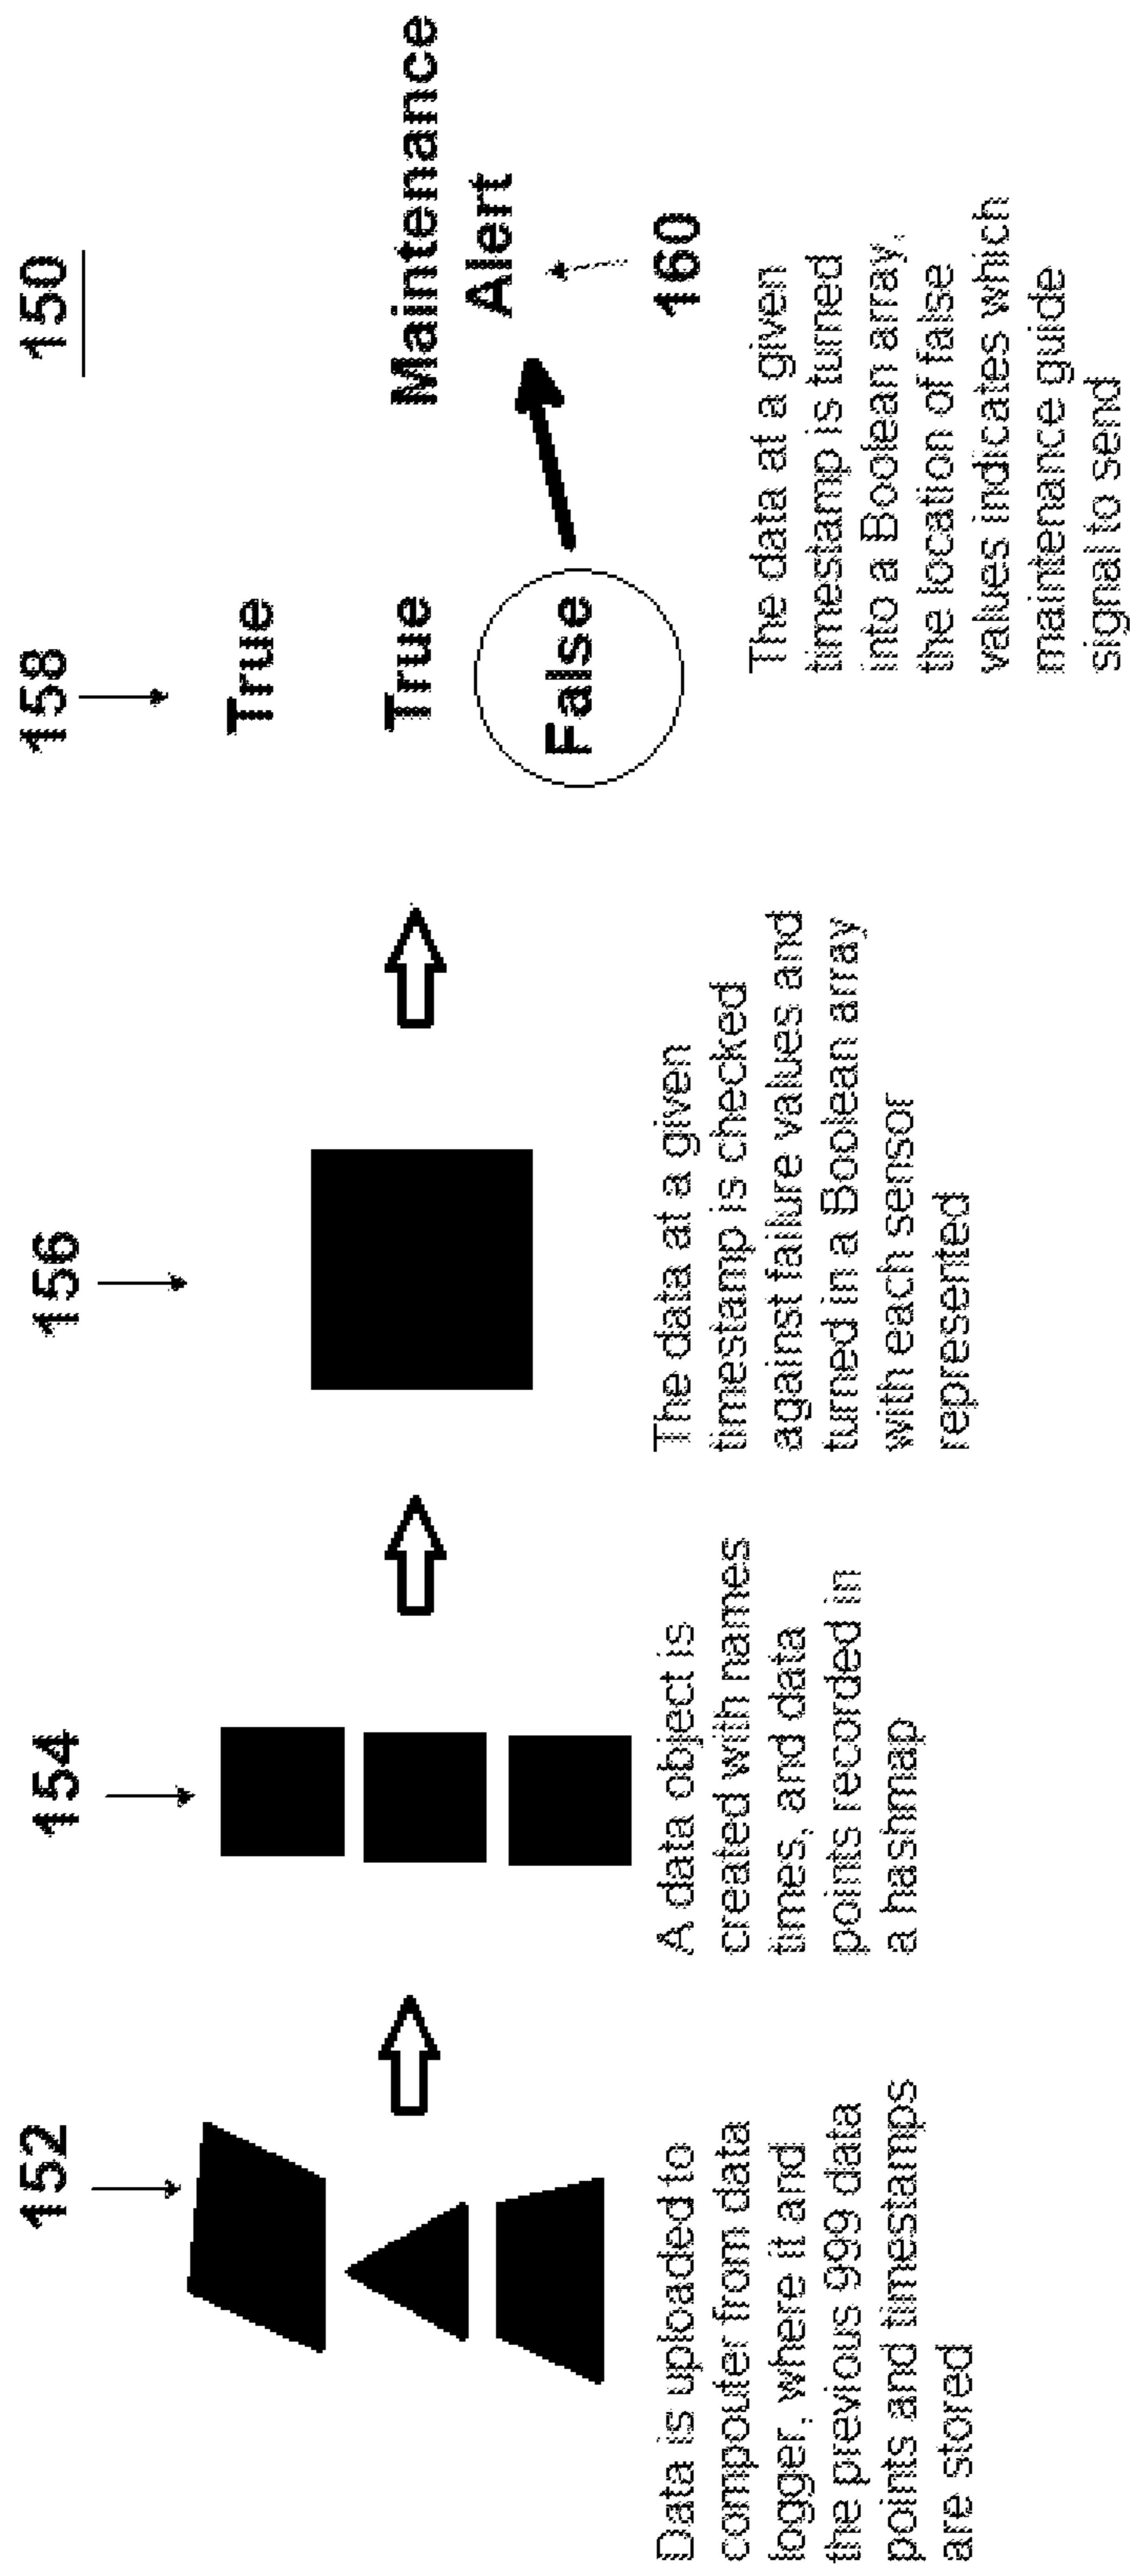 150
152
154
156
158
True
True
False
Maintenance
Alert
160
Data is uploaded to
computer from data
logger, where it and
the previous 999 data
points and timestamps
are stored
A data object is
created with names
times, and data
points recorded in
a hashmap
The data at a given
timestamp is checked
against failure values and
turned in a Boolean array
with each sensor
represented
The data at a given
timestamp is turned
into a Boolean array,
the location of false
values indicates which
maintenance guide
signal to send